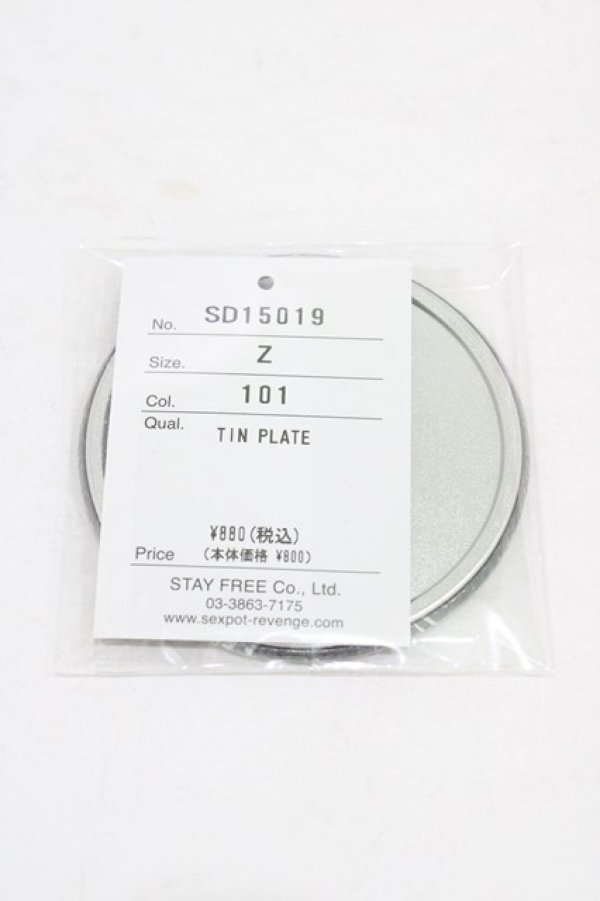 No. SD15019
Size. Z
Col. 101
Qual. TIN PLATE
¥880(税込)
Price (本体価格 ¥800)
STAY FREE Co., Ltd.
03-3863-7175
www.sexpot-revenge.com